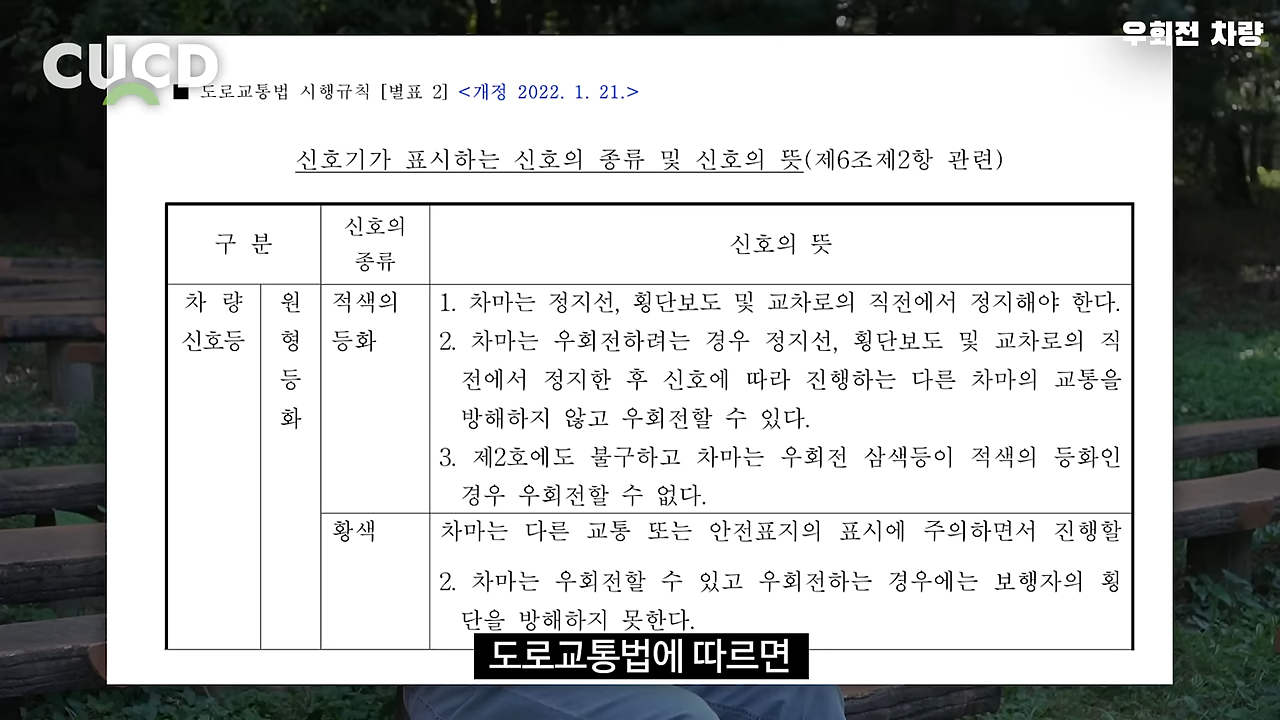 우회전 차량
CUCD
■ 도로교통법 시행규칙 [별표 2] <개정 2022. 1. 21.>
신호기가 표시하는 신호의 종류 및 신호의 뜻(제6조제2항 관련)
구 분
신호의
종류
신호의 뜻
차 량
신호등
원
형
등
화
적색의
등화
1. 차마는 정지선, 횡단보도 및 교차로의 직전에서 정지해야 한다.
2. 차마는 우회전하려는 경우 정지선, 횡단보도 및 교차로의 직
전에서 정지한 후 신호에 따라 진행하는 다른 차마의 교통을
방해하지 않고 우회전할 수 있다.
3. 제2호에도 불구하고 차마는 우회전 삼색등이 적색의 등화인
경우 우회전할 수 없다.
황색
차마는 다른 교통 또는 안전표지의 표시에 주의하면서 진행할
2. 차마는 우회전할 수 있고 우회전하는 경우에는 보행자의 횡
단을 방해하지 못한다.
도로교통법에 따르면